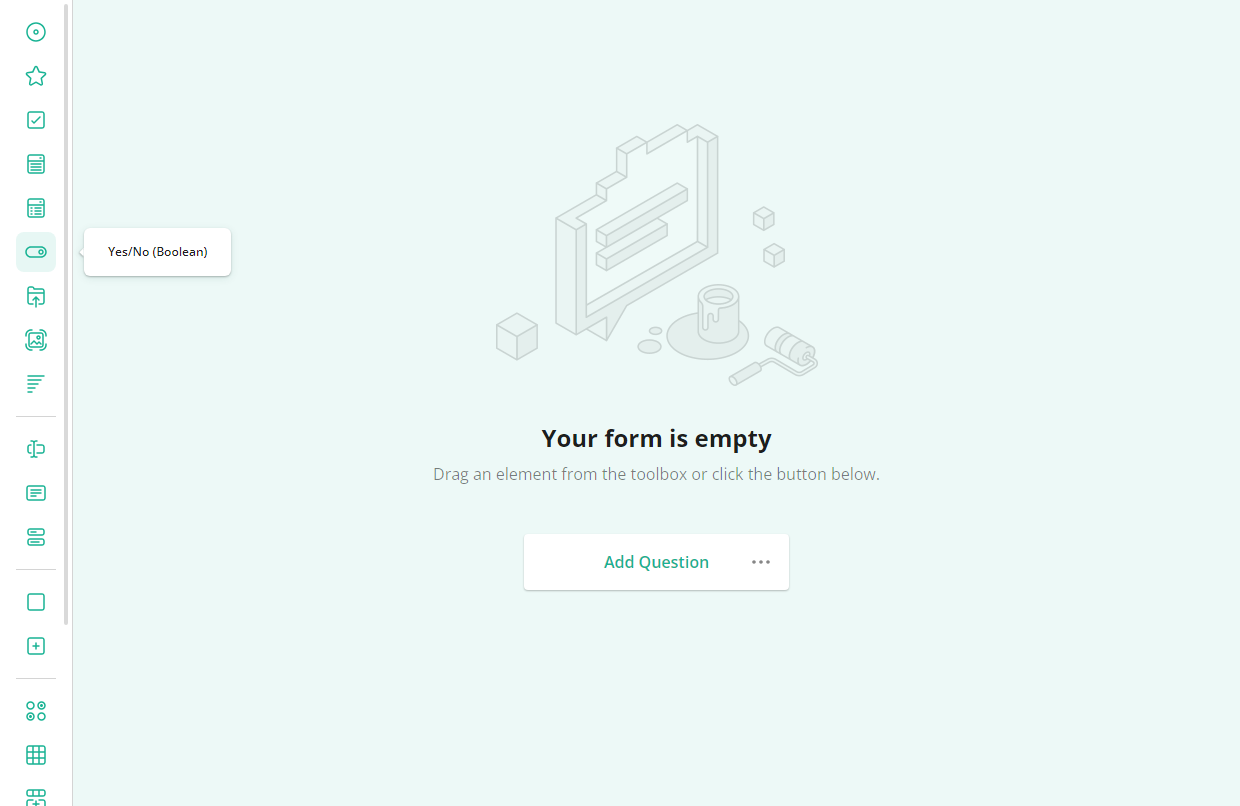 Yes/No (Boolean)
Your form is empty
Drag an element from the toolbox or click the button below.
Add Question